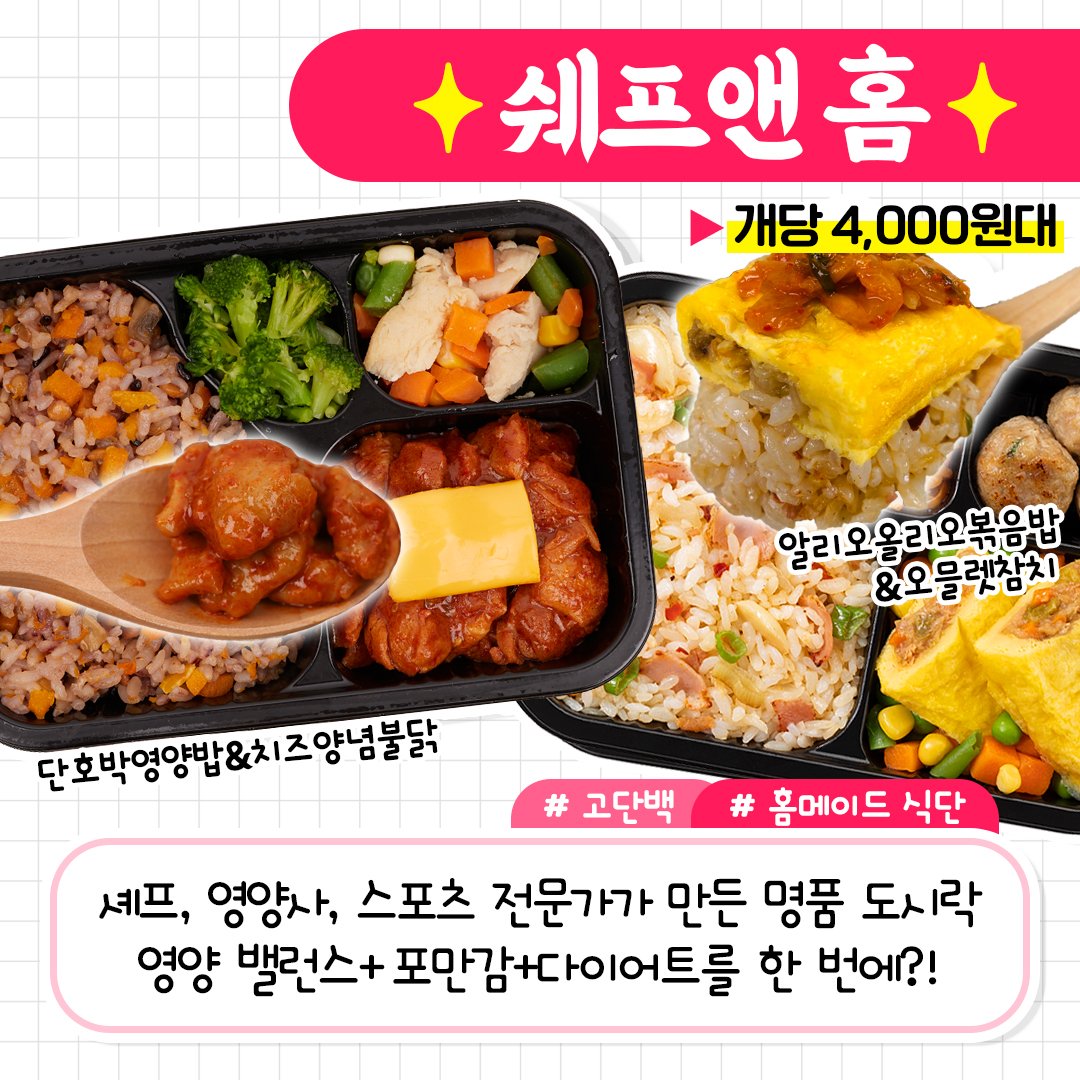 쉐프앤 홈
▶개당 4,000원대
알리오올리오볶음밥
&오믈렛참치
단호박영양밥&치즈양념불닭
# 고단백 # 홈메이드 식단
셰프, 영양사, 스포츠 전문가가 만든 명품 도시락
영양 밸런스+포만감+다이어트를 한 번에?!